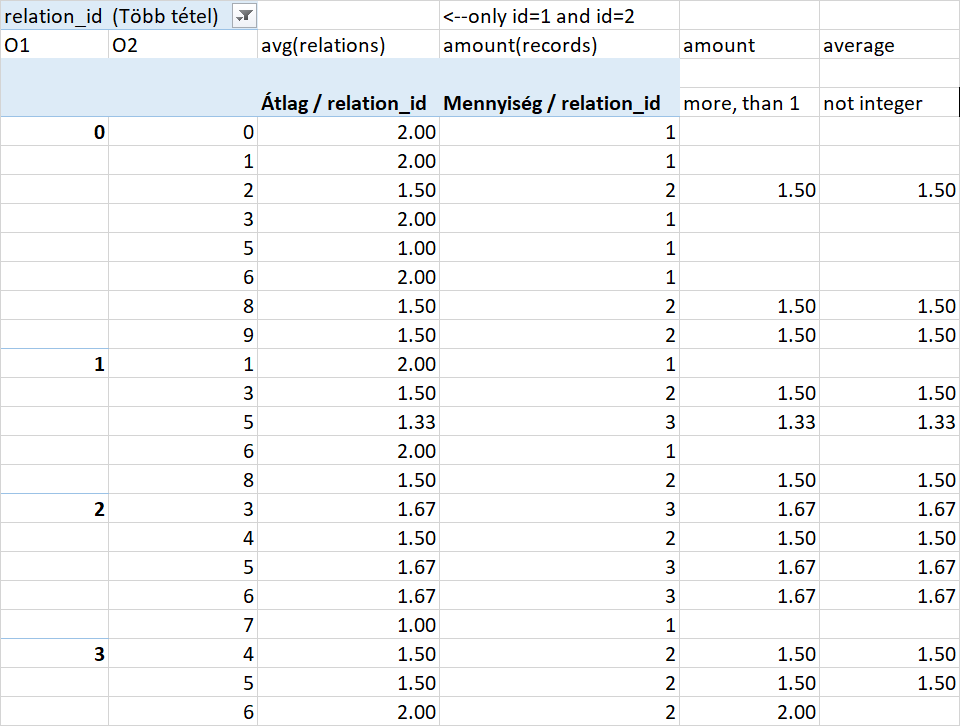 relation_id (Több tétel) <--only id=1 and id=2
O1 O2 avg(relations) amount(records) amount average
Átlag / relation_id Mennyiség / relation_id more, than 1 not integer
0 0 2.00 1
1 2.00 1
2 1.50 2 1.50 1.50
3 2.00 1
5 1.00 1
6 2.00 1
8 1.50 2 1.50 1.50
9 1.50 2 1.50 1.50
1 1 2.00 1
3 1.50 2 1.50 1.50
5 1.33 3 1.33 1.33
6 2.00 1
8 1.50 2 1.50 1.50
2 3 1.67 3 1.67 1.67
4 1.50 2 1.50 1.50
5 1.67 3 1.67 1.67
6 1.67 3 1.67 1.67
7 1.00 1
3 4 1.50 2 1.50 1.50
5 1.50 2 1.50 1.50
6 2.00 2 2.00